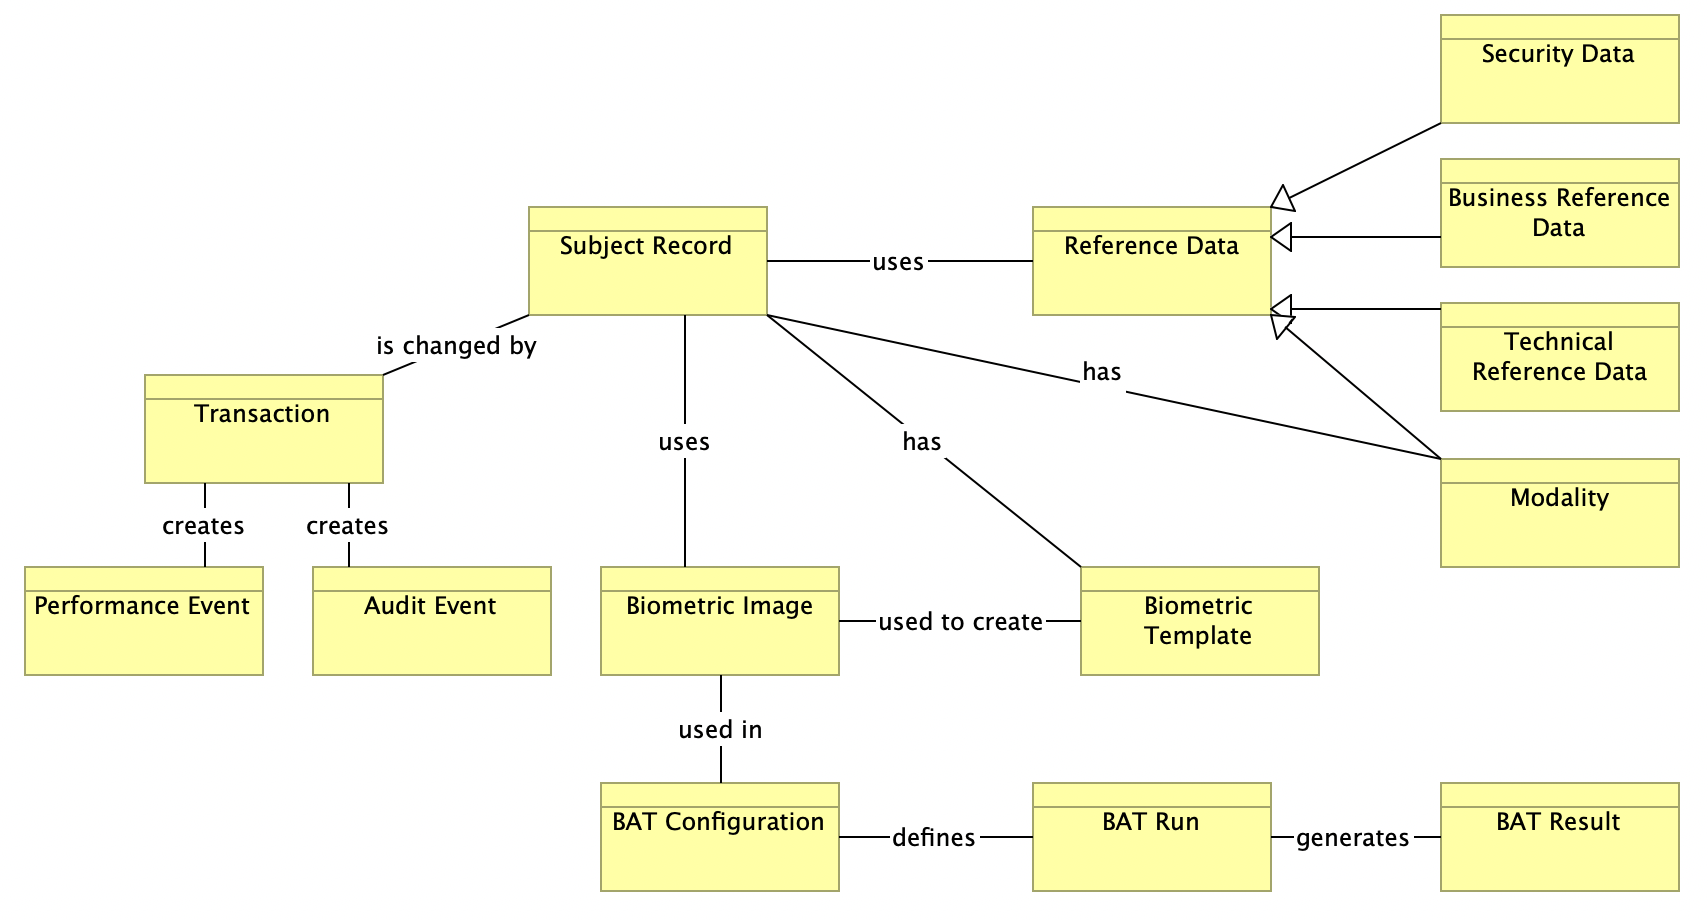 Security Data
Business Reference
Data
Subject Record
uses
Reference Data
is changed by
Technical
Reference Data
has
Transaction
uses
has
Modality
creates
creates
Performance Event
Audit Event
Biometric Image
used to create
Biometric
Template
used in
BAT Configuration
defines
BAT Run
generates
BAT Result